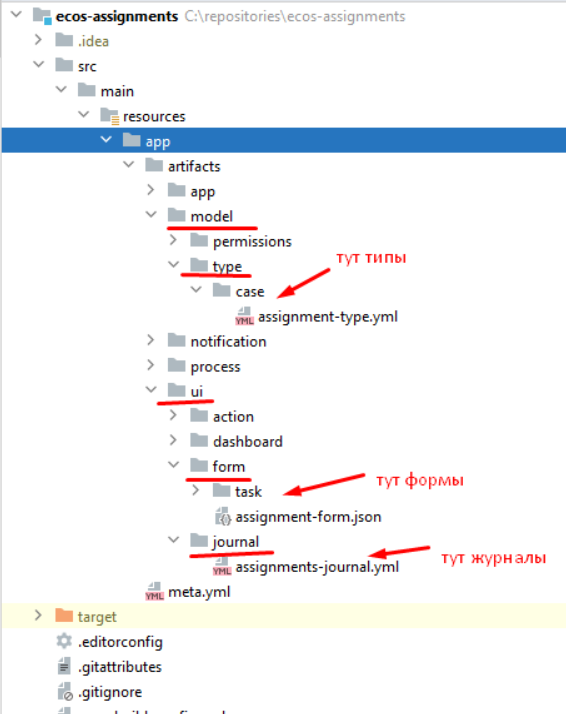 ecos-assignments C:\repositories\ecos-assignments
.idea
src
main
resources
app
artifacts
app
model
permissions
type
тут типы
case
YML assignment-type.yml
notification
process
ui
action
dashboard
form
тут формы
task
assignment-form.json
journal
тут журналы
YML assignments-journal.yml
YML meta.yml
target
.editorconfig
.gitattributes
.gitignore